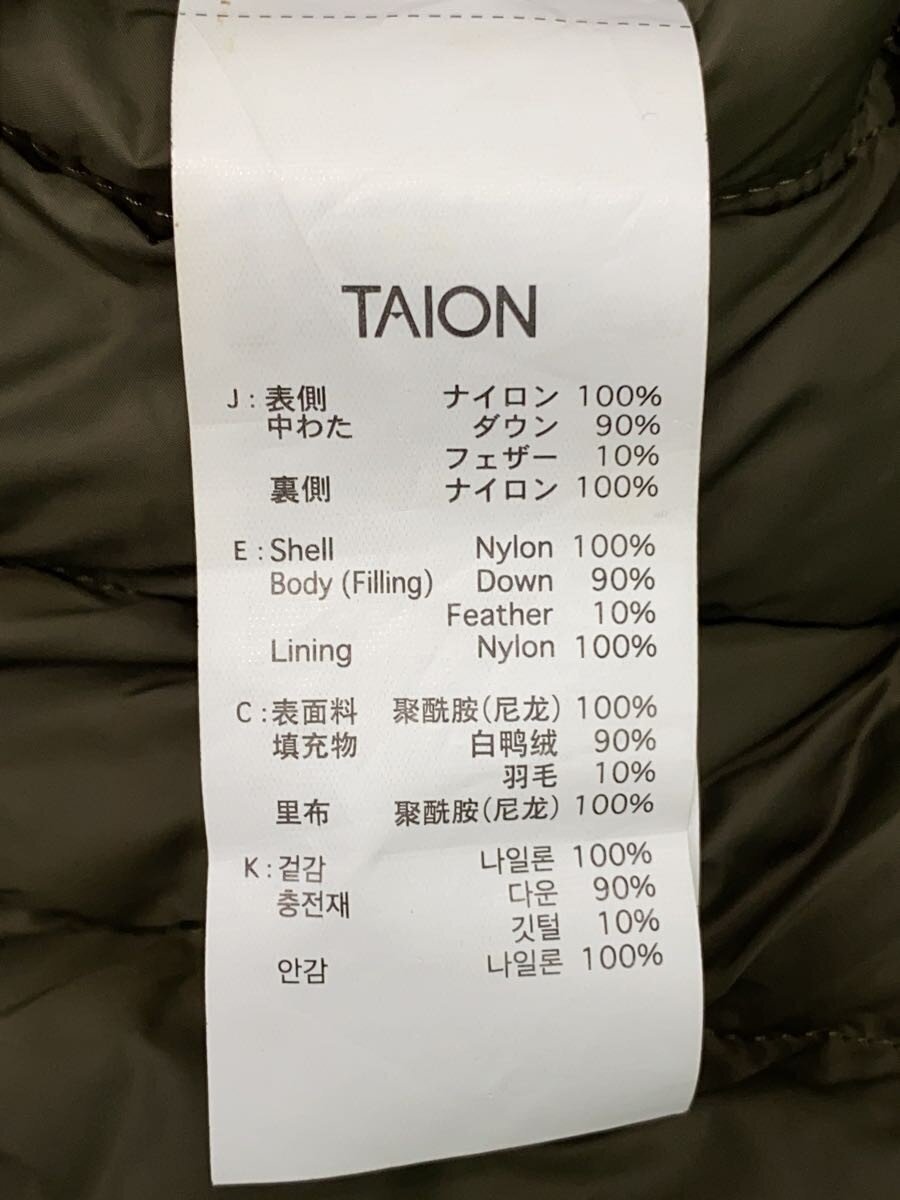 TAION
J : 表側 ナイロン 100%
中わた ダウン 90%
フェザー 10%
裏側 ナイロン 100%
E : Shell Nylon 100%
Body (Filling) Down 90%
Feather 10%
Lining Nylon 100%
C : 表面料 聚酰胺(尼龙) 100%
填充物 白鸭绒 90%
羽毛 10%
里布 聚酰胺(尼龙) 100%
K : 겉감 나일론 100%
충전재 다운 90%
깃털 10%
안감 나일론 100%